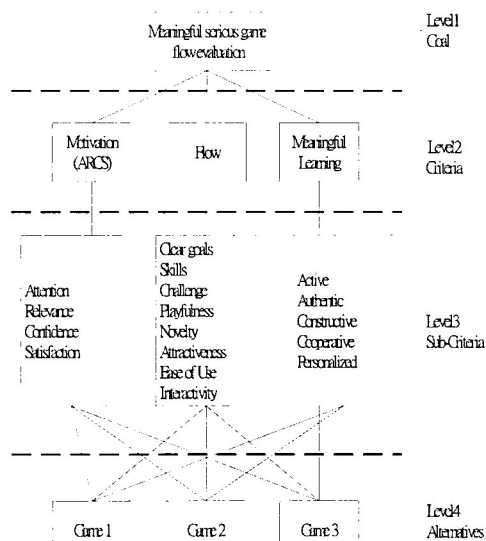 Meaningful serious game
flow evaluation
Level1
Goal
Motivation
(ARCS)
Flow
Meaningful
Learning
Level2
Criteria
Attention
Relevance
Confidence
Satisfaction
Clear goals
Skills
Challenge
Playfulness
Novelty
Attractiveness
Ease of Use
Interactivity
Active
Authentic
Constructive
Cooperative
Personalized
Level3
Sub-Criteria
Game 1
Game 2
Game 3
Level4
Alternatives